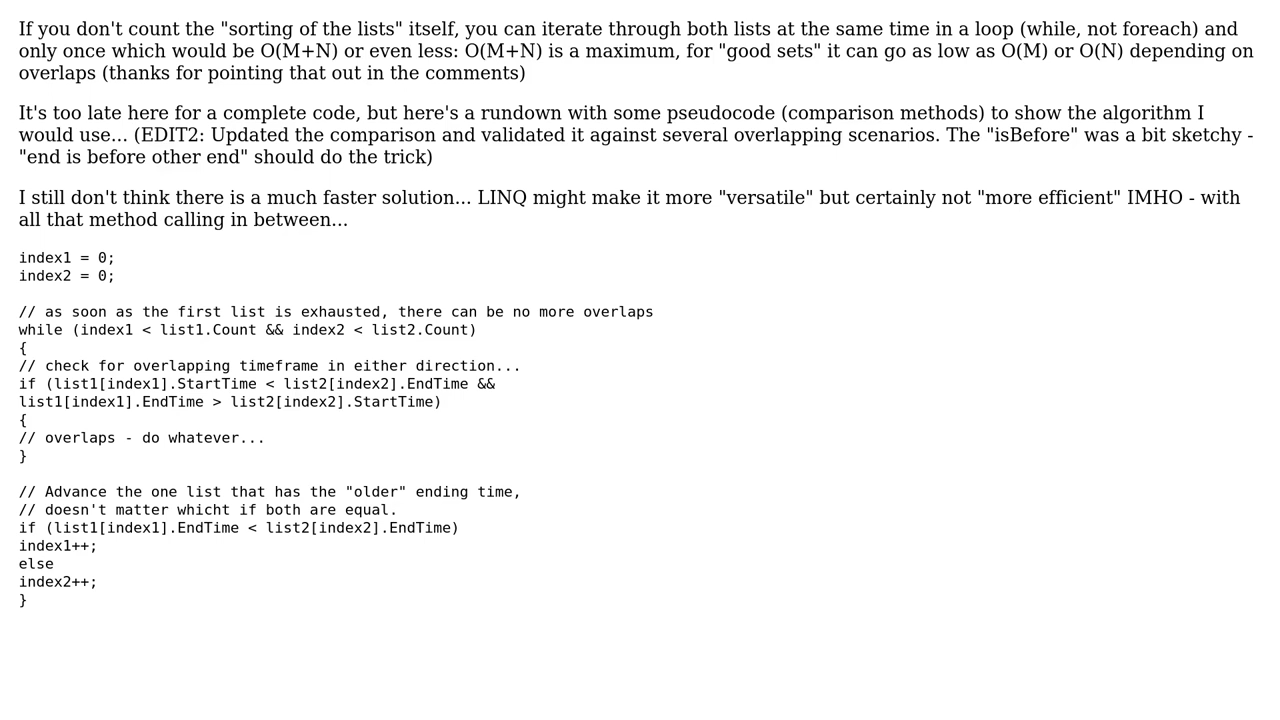 If you don't count the "sorting of the lists" itself, you can iterate through both lists at the same time in a loop (while, not foreach) and
only once which would be O(M+N) or even less: O(M+N) is a maximum, for "good sets" it can go as low as O(M) or O(N) depending on
overlaps (thanks for pointing that out in the comments)
It's too late here for a complete code, but here's a rundown with some pseudocode (comparison methods) to show the algorithm I
would use... (EDIT2: Updated the comparison and validated it against several overlapping scenarios. The "isBefore" was a bit sketchy -
"end is before other end" should do the trick)
I still don't think there is a much faster solution... LINQ might make it more "versatile" but certainly not "more efficient" IMHO - with
all that method calling in between...
index1 = 0;
index2 = 0;
// as soon as the first list is exhausted, there can be no more overlaps
while (index1 < list1.Count && index2 < list2.Count)
{
// check for overlapping timeframe in either direction...
if (list1[index1].StartTime < list2[index2].EndTime &&
list1[index1].EndTime > list2[index2].StartTime)
{
// overlaps - do whatever...
}
// Advance the one list that has the "older" ending time,
// doesn't matter whicht if both are equal.
if (list1[index1].EndTime < list2[index2].EndTime)
index1++;
else
index2++;
}